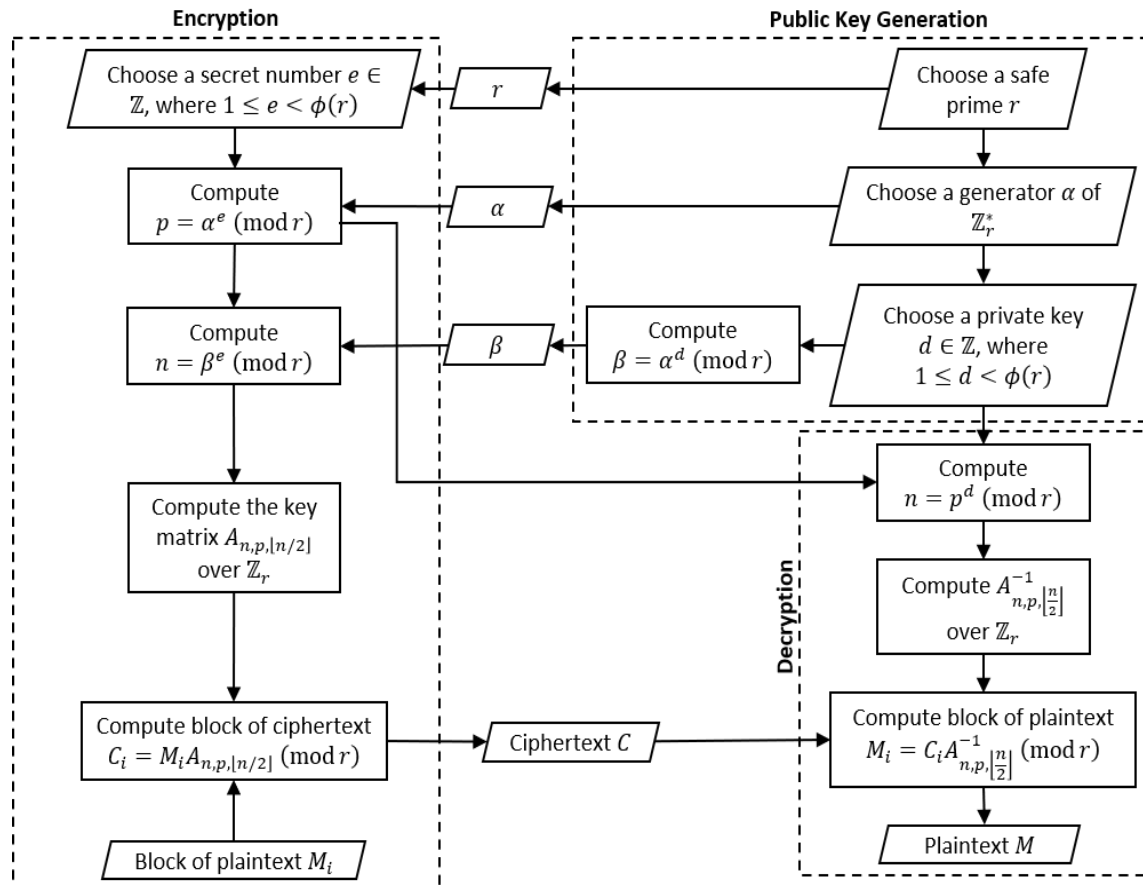 Encryption
Choose a secret number 𝑒 ∈
ℤ, where 1 ≤ 𝑒 < 𝜙(𝑟)
Compute
𝑝 = 𝛼^𝑒 (mod 𝑟)
Compute
𝑛 = 𝛽^𝑒 (mod 𝑟)
Compute the key
matrix 𝐴_{𝑛,𝑝,⌊𝑛/2⌋}
over ℤ_𝑟
Compute block of ciphertext
𝐶_𝑖 = 𝑀_𝑖𝐴_{𝑛,𝑝,⌊𝑛/2⌋} (mod 𝑟)
Block of plaintext 𝑀_𝑖
𝑟
𝛼
𝛽
Ciphertext 𝐶
Public Key Generation
Choose a safe
prime 𝑟
Choose a generator 𝛼 of
ℤ_𝑟^*
Choose a private key
𝑑 ∈ ℤ, where
1 ≤ 𝑑 < 𝜙(𝑟)
Compute
𝛽 = 𝛼^𝑑 (mod 𝑟)
Decryption
Compute
𝑛 = 𝑝^𝑑 (mod 𝑟)
Compute 𝐴^{−1}_{𝑛,𝑝,⌊𝑛/2⌋}
over ℤ_𝑟
Compute block of plaintext
𝑀_𝑖 = 𝐶_𝑖𝐴^{−1}_{𝑛,𝑝,⌊𝑛/2⌋} (mod 𝑟)
Plaintext 𝑀